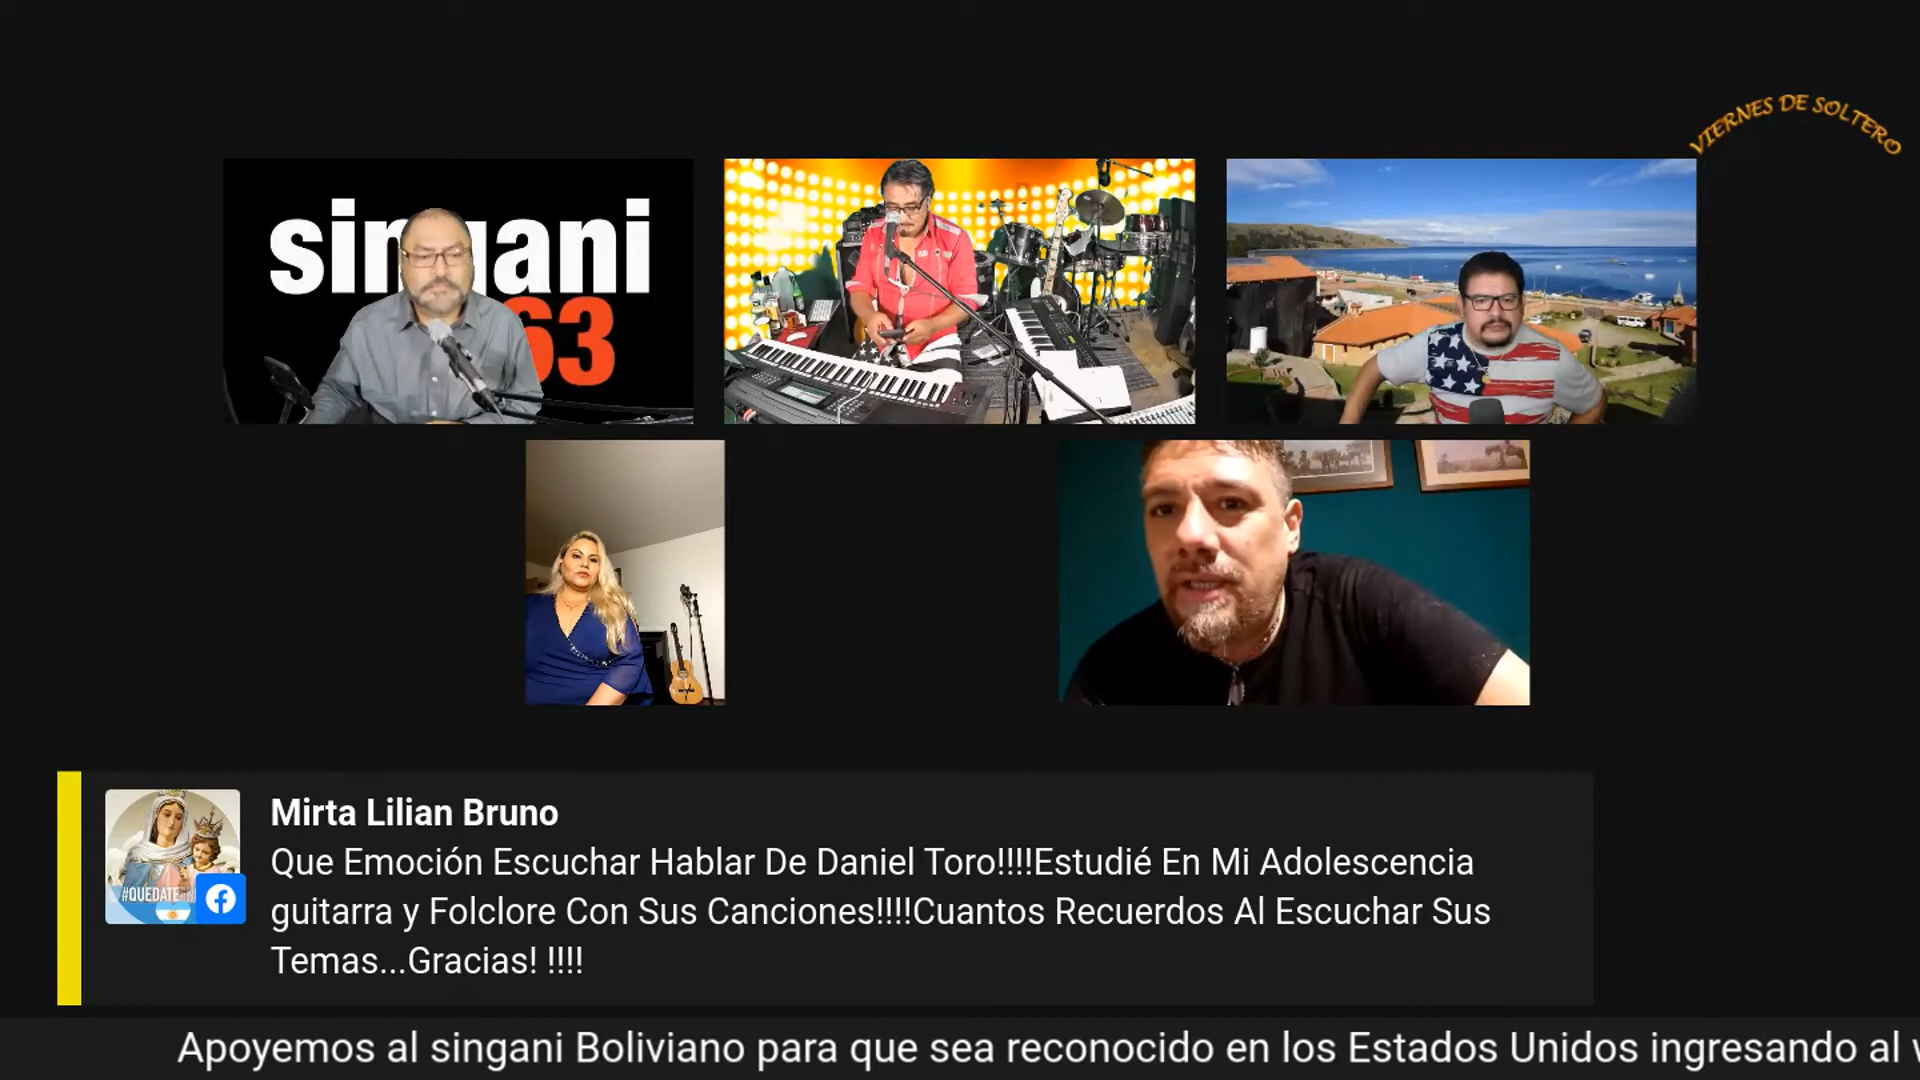 VIERNES DE SOLTERO
singani
63
Mirta Lilian Bruno
Que Emoción Escuchar Hablar De Daniel Toro!!!!Estudié En Mi Adolescencia
guitarra y Folclore Con Sus Canciones!!!!Cuantos Recuerdos Al Escuchar Sus
Temas...Gracias! !!!!
#QUEDATE
Apoyemos al singani Boliviano para que sea reconocido en los Estados Unidos ingresando al